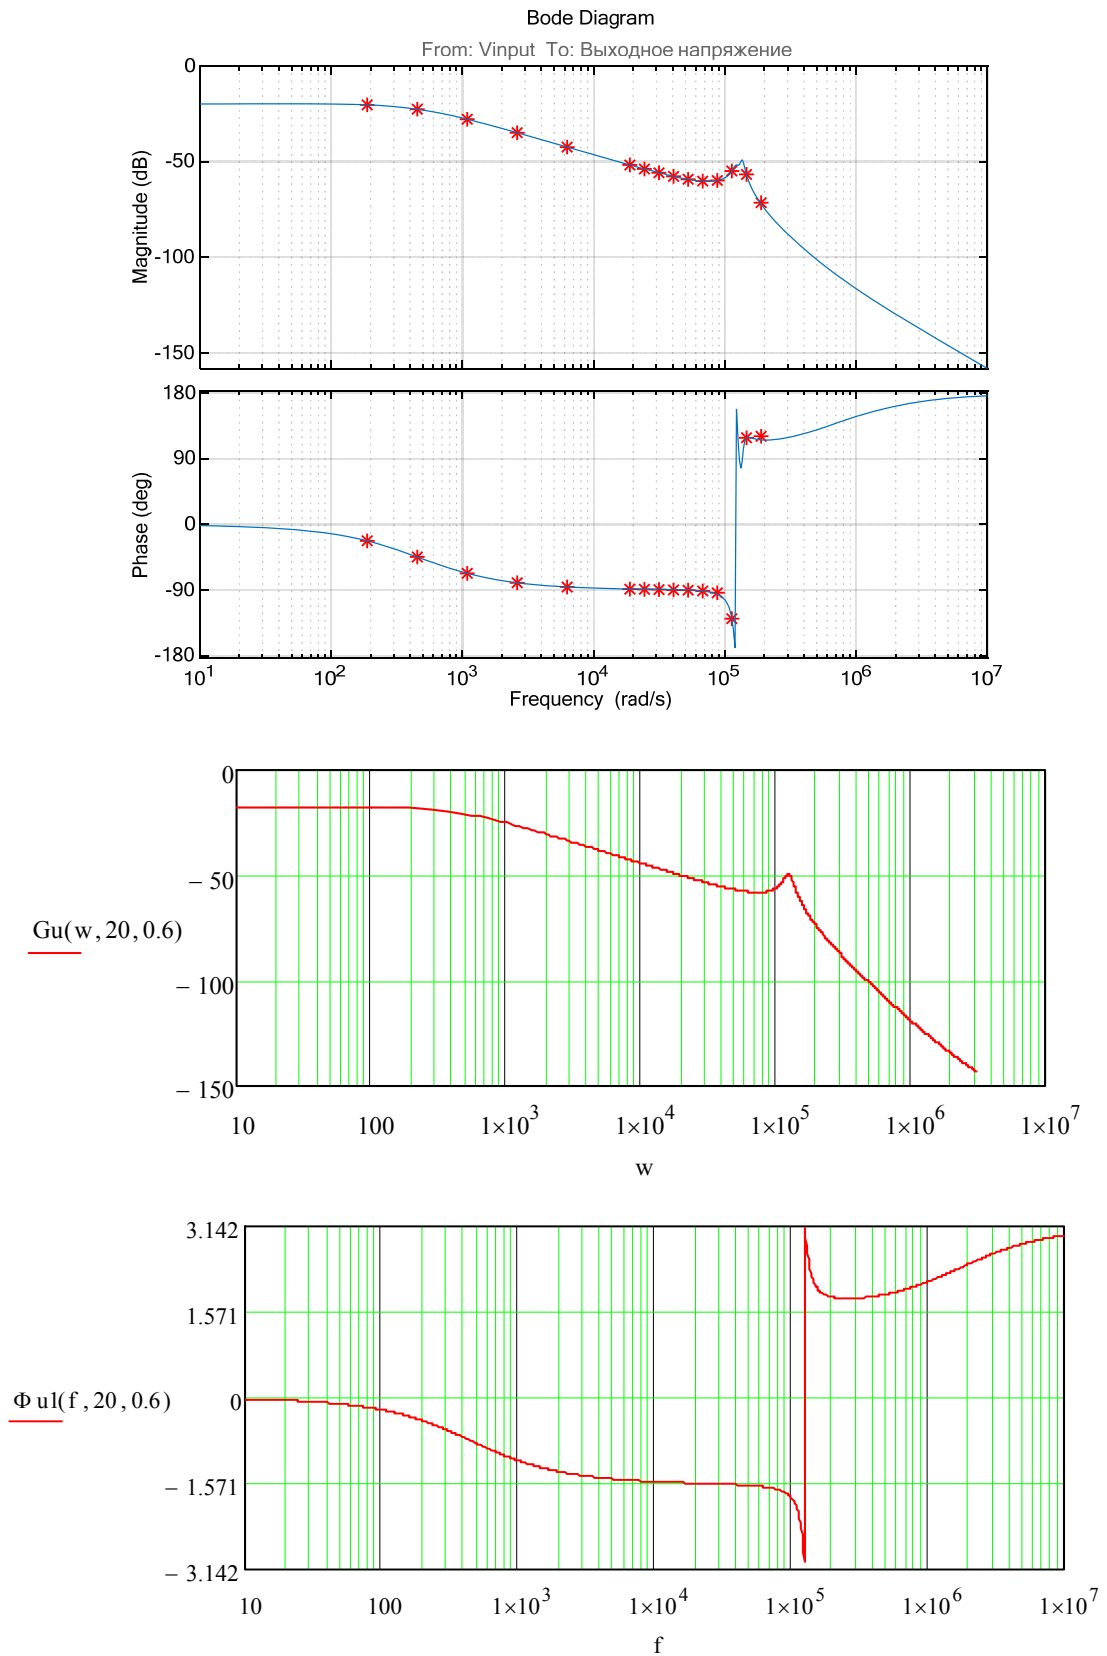 Bode Diagram
From: Vinput To: Выходное напряжение
0
-50
-100
-150
Magnitude (dB)
180
90
0
-90
-180
Phase (deg)
10^1 10^2 10^3 10^4 10^5 10^6 10^7
Frequency (rad/s)
0
− 50
− 100
− 150
Gu(w, 20, 0.6)
10 100 1×10^3 1×10^4 1×10^5 1×10^6 1×10^7
w
3.142
1.571
0
− 1.571
− 3.142
Φul(f, 20, 0.6)
10 100 1×10^3 1×10^4 1×10^5 1×10^6 1×10^7
f